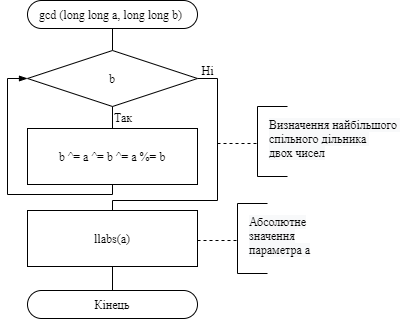 gcd (long long a, long long b)
b
Ні
Так
b ^= a ^= b ^= a %= b
Визначення найбільшого
спільного дільника
двох чисел
llabs(a)
Абсолютне
значення
параметра a
Кінець